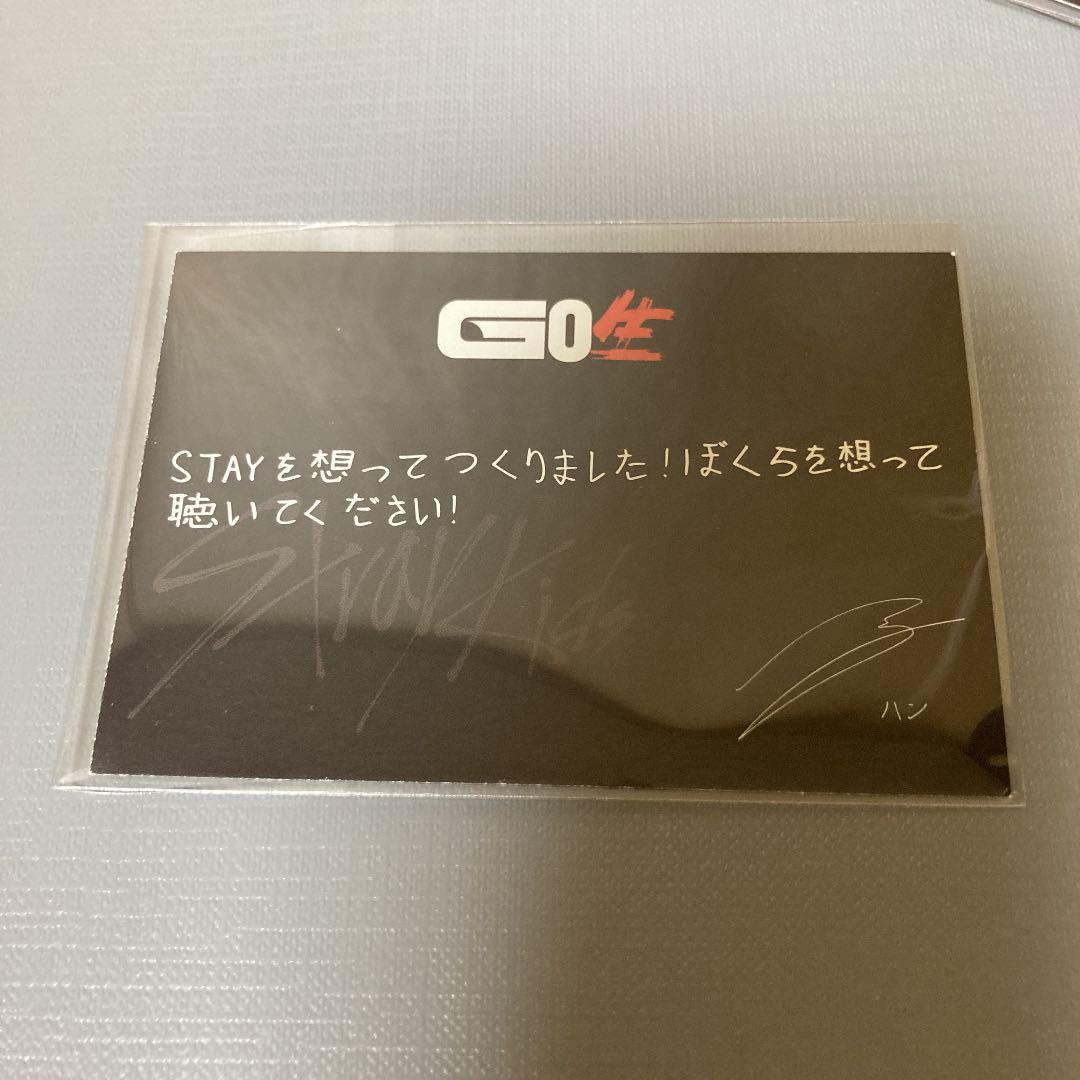 GO生
STAYを想ってつくりました!ぼくらを想って
聴いてください!
Stray Kids
ハン